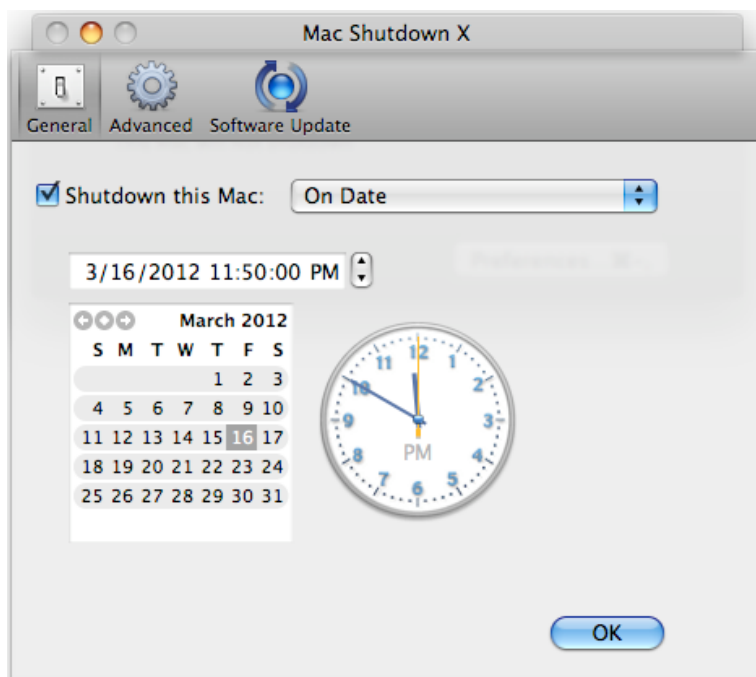 Mac Shutdown X
General Advanced Software Update
Shutdown this Mac: On Date
3/16/2012 11:50:00 PM
Preferences... ⌘-,
March 2012
S M T W T F S
1 2 3
4 5 6 7 8 9 10
11 12 13 14 15 16 17
18 19 20 21 22 23 24
25 26 27 28 29 30 31
12
11 1
10 2
9 3
PM
8 4
7 5
6
OK